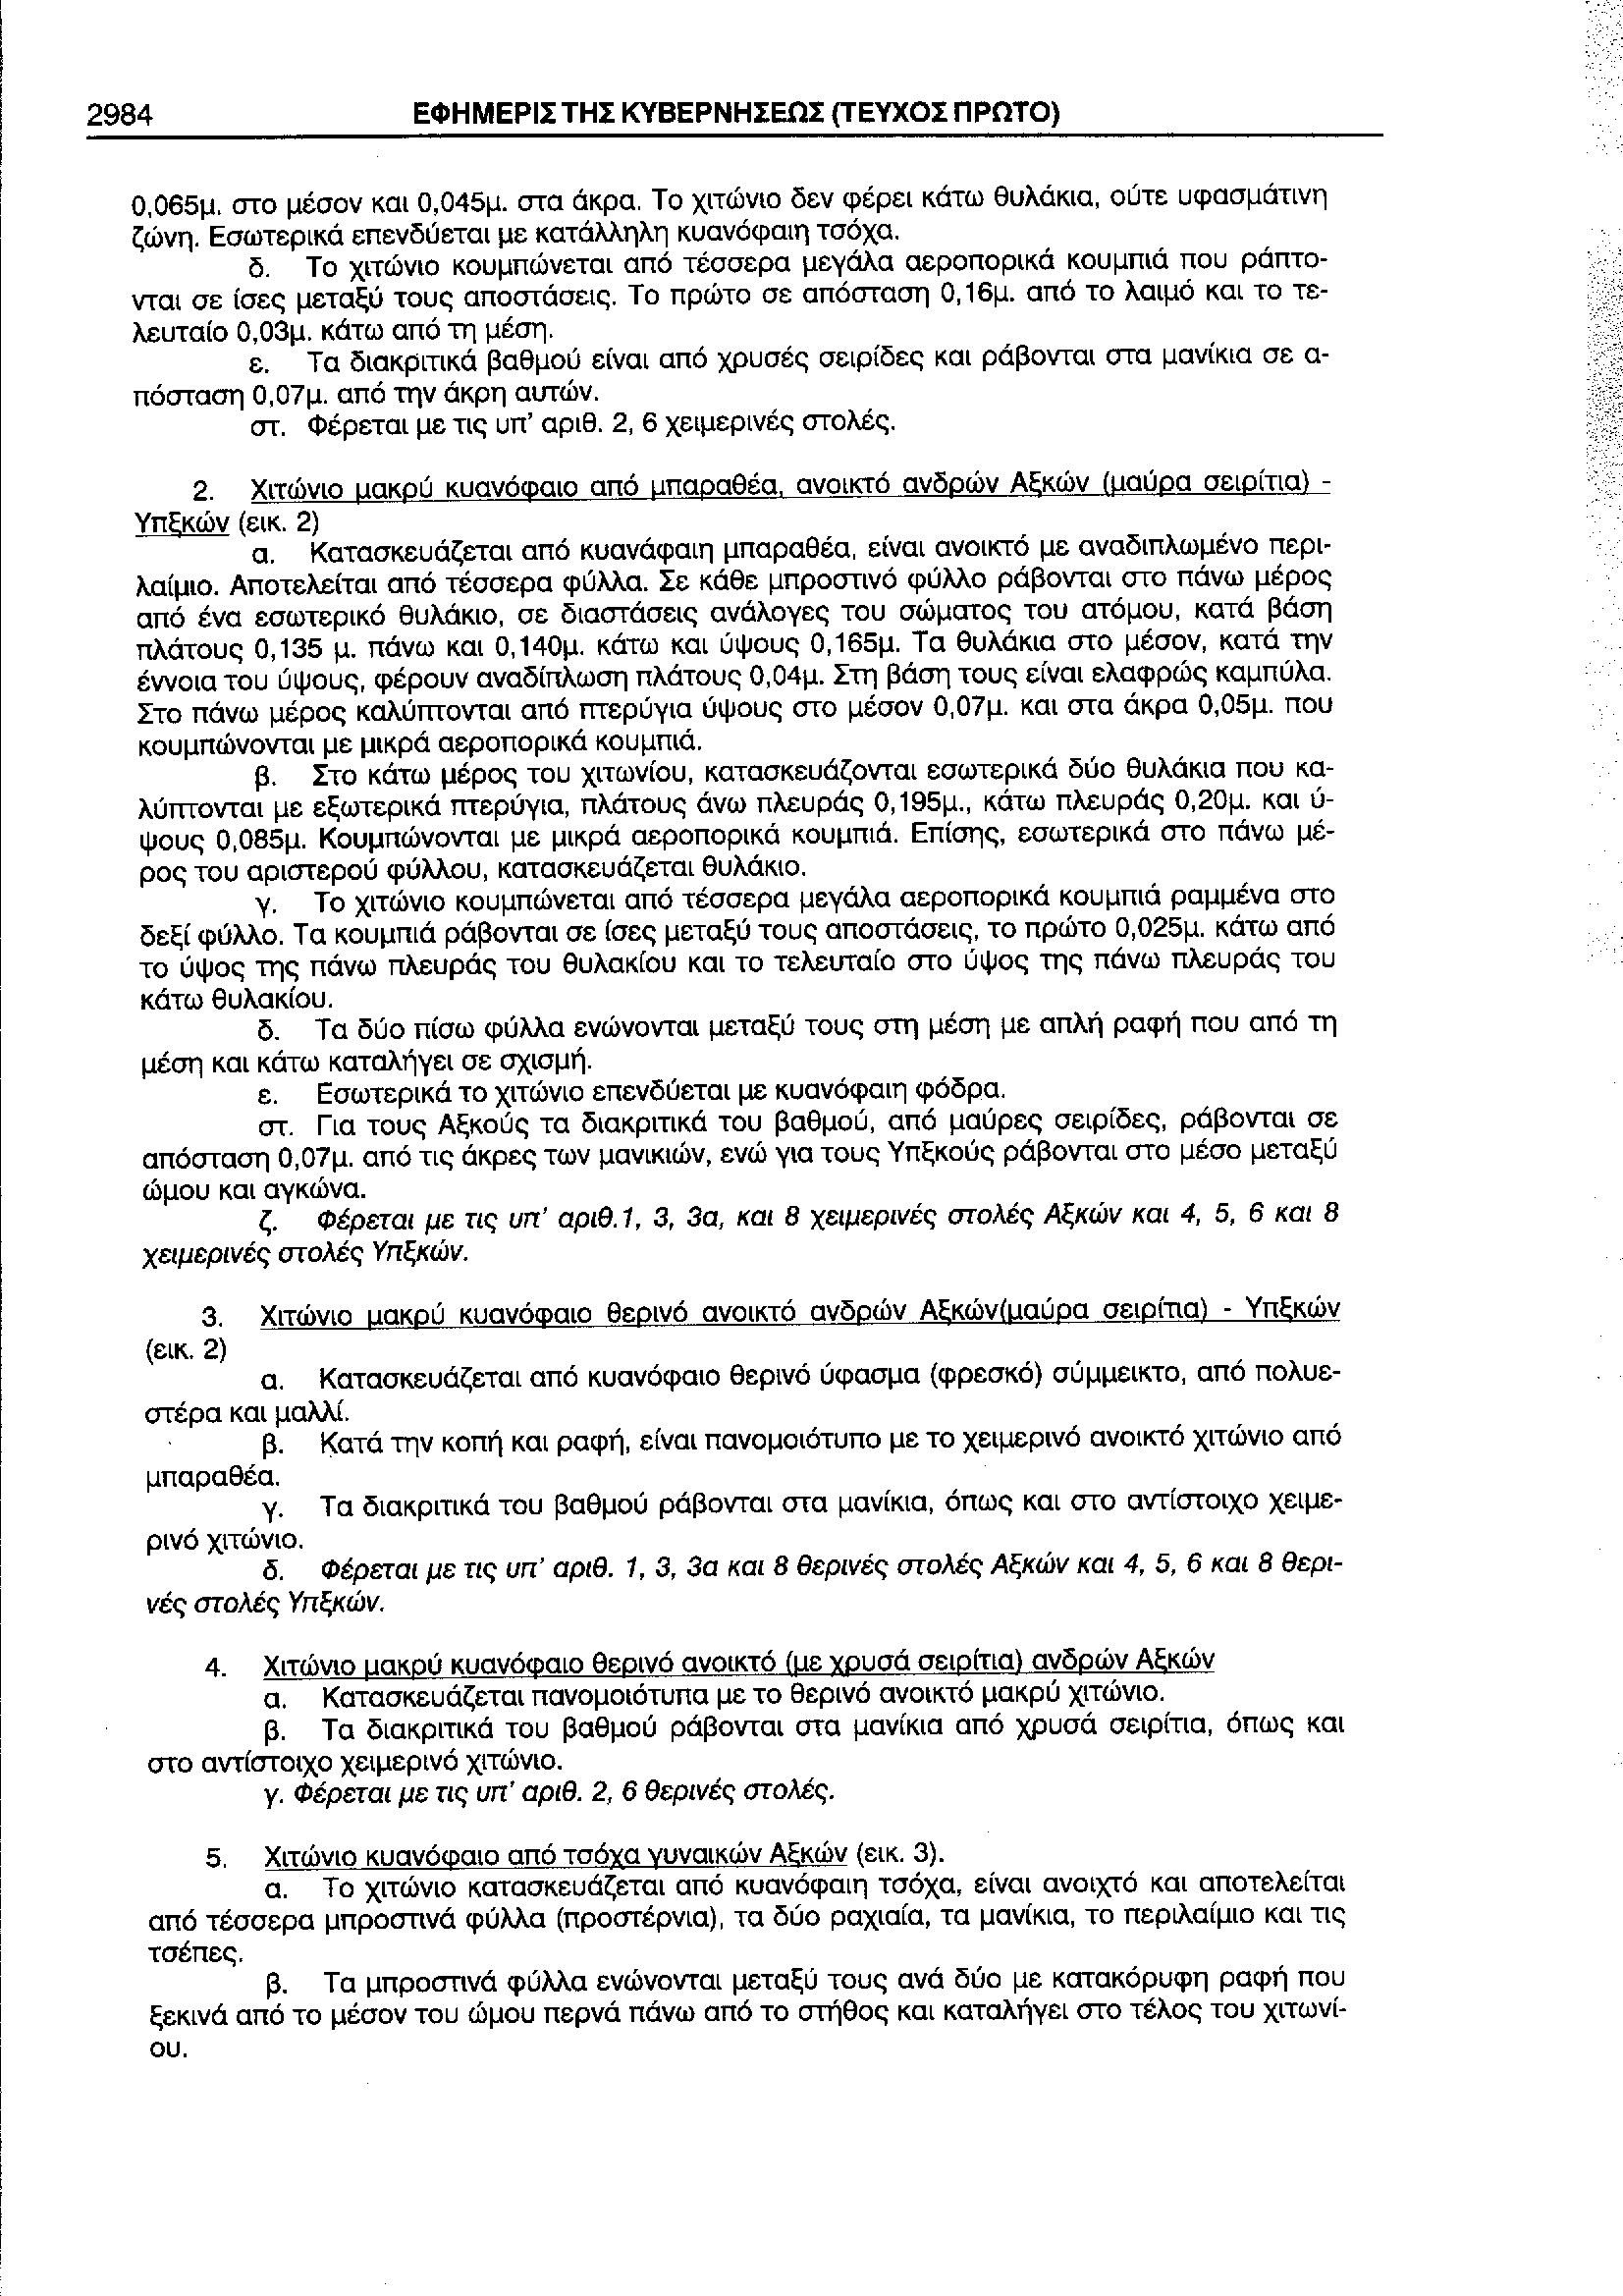 2984 ΕΦΗΜΕΡΙΣ ΤΗΣ ΚΥΒΕΡΝΗΣΕΩΣ (ΤΕΥΧΟΣ ΠΡΩΤΟ)
0,065μ. στο μέσον και 0,045μ. στα άκρα. Το χιτώνιο δεν φέρει κάτω θυλάκια, ούτε υφασμάτινη
ζώνη. Εσωτερικά επενδύεται με κατάλληλη κυανόφαιη τσόχα.
δ. Το χιτώνιο κουμπώνεται από τέσσερα μεγάλα αεροπορικά κουμπιά που ράπτο-
νται σε ίσες μεταξύ τους αποστάσεις. Το πρώτο σε απόσταση 0,16μ. από το λαιμό και το τε-
λευταίο 0,03μ. κάτω από τη μέση.
ε. Τα διακριτικά βαθμού είναι από χρυσές σειρίδες και ράβονται στα μανίκια σε α-
πόσταση 0,07μ. από την άκρη αυτών.
στ. Φέρεται με τις υπ' αριθ. 2, 6 χειμερινές στολές.
2. Χιτώνιο μακρύ κυανόφαιο από μπαραθέα, ανοικτό ανδρών Αξκών (μαύρα σειρίτια) -
Υπξκών (εικ. 2)
α. Κατασκευάζεται από κυανάφαιη μπαραθέα, είναι ανοικτό με αναδιπλωμένο περι-
λαίμιο. Αποτελείται από τέσσερα φύλλα. Σε κάθε μπροστινό φύλλο ράβονται στο πάνω μέρος
από ένα εσωτερικό θυλάκιο, σε διαστάσεις ανάλογες του σώματος του ατόμου, κατά βάση
πλάτους 0,135 μ. πάνω και 0,140μ. κάτω και ύψους 0,165μ. Τα θυλάκια στο μέσον, κατά την
έννοια του ύψους, φέρουν αναδίπλωση πλάτους 0,04μ. Στη βάση τους είναι ελαφρώς καμπύλα.
Στο πάνω μέρος καλύπτονται από πτερύγια ύψους στο μέσον 0,07μ. και στα άκρα 0,05μ. που
κουμπώνονται με μικρά αεροπορικά κουμπιά.
β. Στο κάτω μέρος του χιτωνίου, κατασκευάζονται εσωτερικά δύο θυλάκια που κα-
λύπτονται με εξωτερικά πτερύγια, πλάτους άνω πλευράς 0,195μ., κάτω πλευράς 0,20μ. και ύ-
ψους 0,085μ. Κουμπώνονται με μικρά αεροπορικά κουμπιά. Επίσης, εσωτερικά στο πάνω μέ-
ρος του αριστερού φύλλου, κατασκευάζεται θυλάκιο.
γ. Το χιτώνιο κουμπώνεται από τέσσερα μεγάλα αεροπορικά κουμπιά ραμμένα στο
δεξί φύλλο. Τα κουμπιά ράβονται σε ίσες μεταξύ τους αποστάσεις, το πρώτο 0,025μ. κάτω από
το ύψος της πάνω πλευράς του θυλακίου και το τελευταίο στο ύψος της πάνω πλευράς του
κάτω θυλακίου.
δ. Τα δύο πίσω φύλλα ενώνονται μεταξύ τους στη μέση με απλή ραφή που από τη
μέση και κάτω καταλήγει σε σχισμή.
ε. Εσωτερικά το χιτώνιο επενδύεται με κυανόφαιη φόδρα.
στ. Για τους Αξκούς τα διακριτικά του βαθμού, από μαύρες σειρίδες, ράβονται σε
απόσταση 0,07μ. από τις άκρες των μανικιών, ενώ για τους Υπξκούς ράβονται στο μέσο μεταξύ
ώμου και αγκώνα.
ζ. Φέρεται με τις υπ' αριθ.1, 3, 3α, και 8 χειμερινές στολές Αξκών και 4, 5, 6 και 8
χειμερινές στολές Υπξκών.
3. Χιτώνιο μακρύ κυανόφαιο θερινό ανοικτό ανδρών Αξκών(μαύρα σειρίτια) - Υπξκών
(εικ. 2)
α. Κατασκευάζεται από κυανόφαιο θερινό ύφασμα (φρεσκό) σύμμεικτο, από πολυε-
στέρα και μαλλί.
β. Κατά την κοπή και ραφή, είναι πανομοιότυπο με το χειμερινό ανοικτό χιτώνιο από
μπαραθέα.
γ. Τα διακριτικά του βαθμού ράβονται στα μανίκια, όπως και στο αντίστοιχο χειμε-
ρινό χιτώνιο.
δ. Φέρεται με τις υπ' αριθ. 1, 3, 3α και 8 θερινές στολές Αξκών και 4, 5, 6 και 8 θερι-
νές στολές Υπξκών.
4. Χιτώνιο μακρύ κυανόφαιο θερινό ανοικτό (με χρυσά σειρίτια) ανδρών Αξκών
α. Κατασκευάζεται πανομοιότυπα με το θερινό ανοικτό μακρύ χιτώνιο.
β. Τα διακριτικά του βαθμού ράβονται στα μανίκια από χρυσά σειρίτια, όπως και
στο αντίστοιχο χειμερινό χιτώνιο.
γ. Φέρεται με τις υπ' αριθ. 2, 6 θερινές στολές.
5. Χιτώνιο κυανόφαιο από τσόχα γυναικών Αξκών (εικ. 3).
α. Το χιτώνιο κατασκευάζεται από κυανόφαιη τσόχα, είναι ανοιχτό και αποτελείται
από τέσσερα μπροστινά φύλλα (προστέρνια), τα δύο ραχιαία, τα μανίκια, το περιλαίμιο και τις
τσέπες.
β. Τα μπροστινά φύλλα ενώνονται μεταξύ τους ανά δύο με κατακόρυφη ραφή που
ξεκινά από το μέσον του ώμου περνά πάνω από το στήθος και καταλήγει στο τέλος του χιτωνί-
ου.